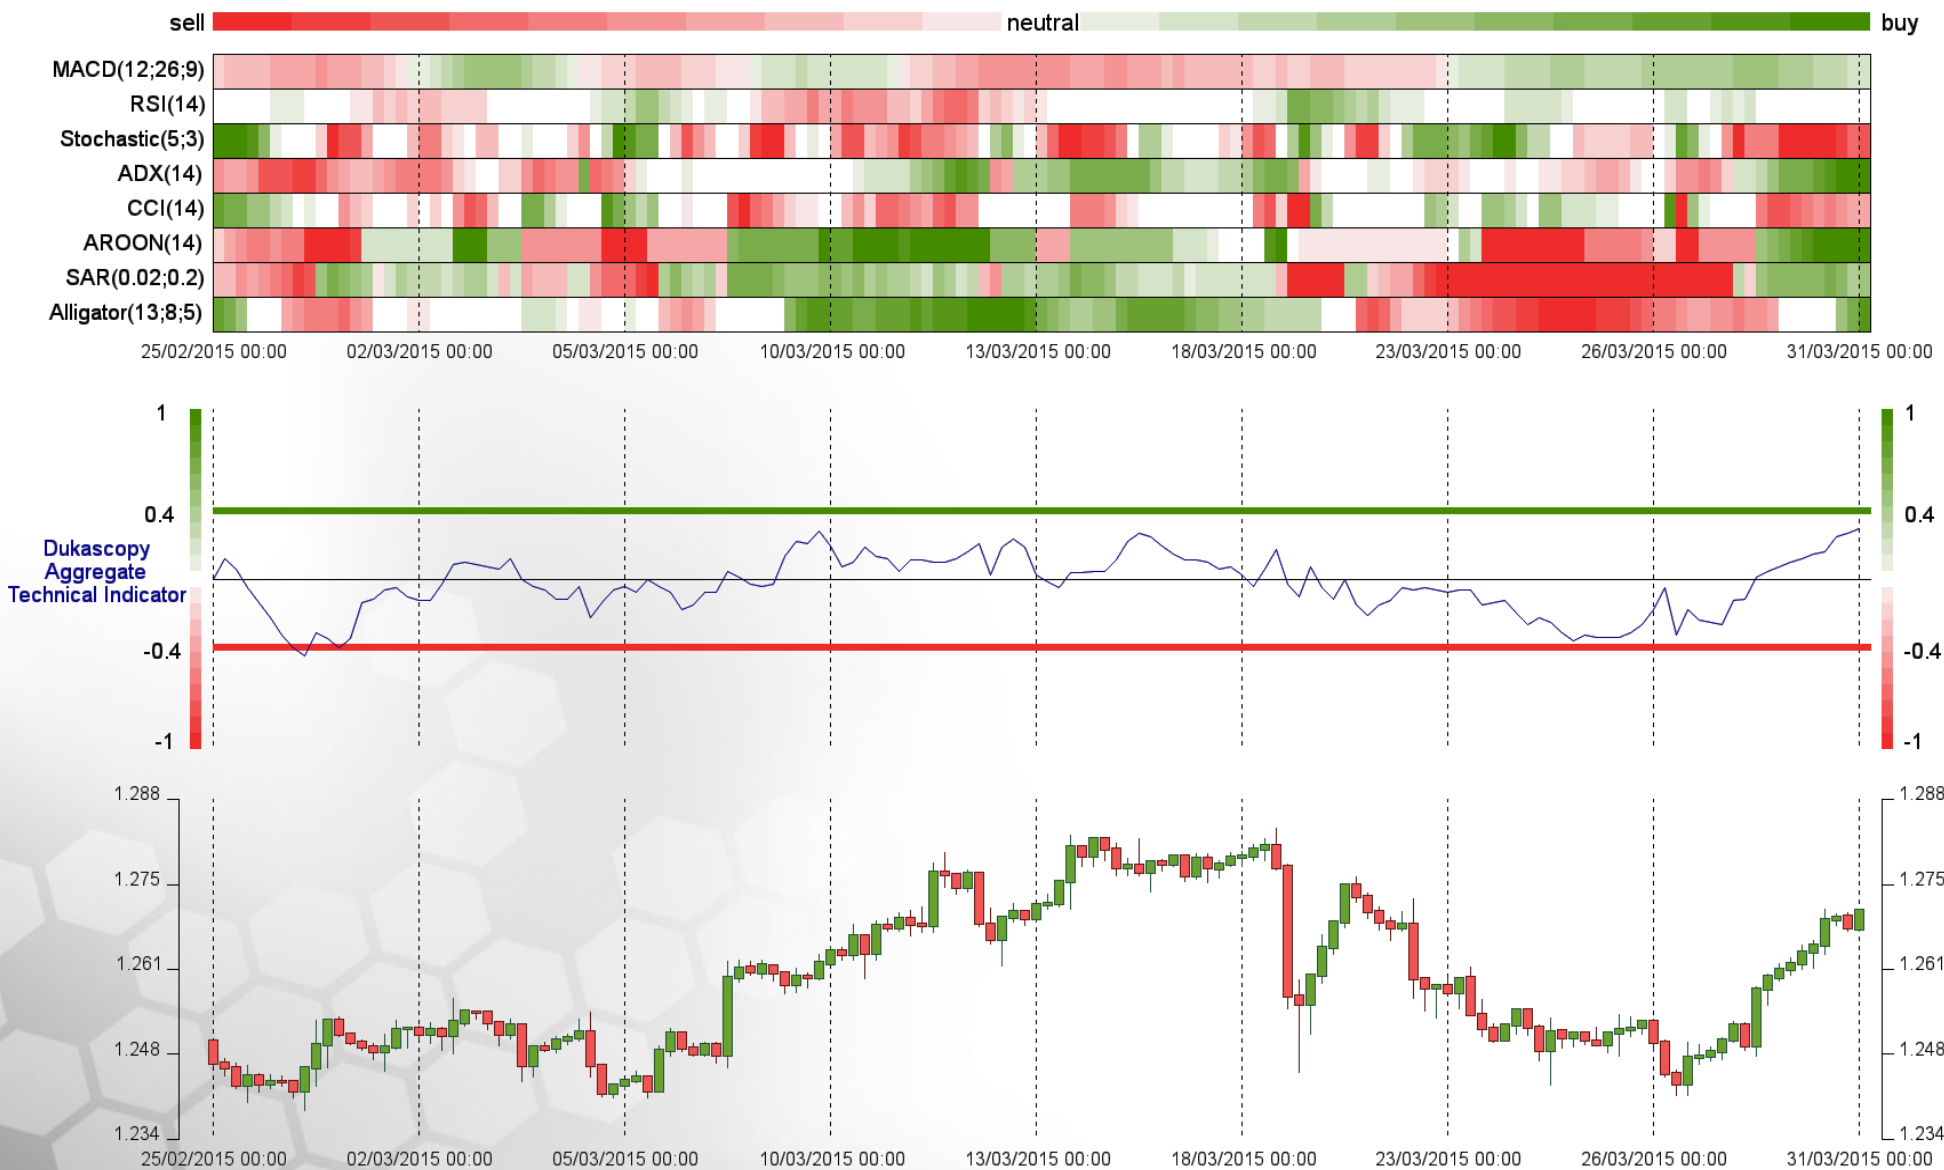 sell neutral buy
MACD(12;26;9)
RSI(14)
Stochastic(5;3)
ADX(14)
CCI(14)
AROON(14)
SAR(0.02;0.2)
Alligator(13;8;5)
25/02/2015 00:00 02/03/2015 00:00 05/03/2015 00:00 10/03/2015 00:00 13/03/2015 00:00 18/03/2015 00:00 23/03/2015 00:00 26/03/2015 00:00 31/03/2015 00:00
1 1
0.4 0.4
Dukascopy
Aggregate
Technical Indicator
-0.4 -0.4
-1 -1
1.288 1.288
1.275 1.275
1.261 1.261
1.248 1.248
1.234 1.234
25/02/2015 00:00 02/03/2015 00:00 05/03/2015 00:00 10/03/2015 00:00 13/03/2015 00:00 18/03/2015 00:00 23/03/2015 00:00 26/03/2015 00:00 31/03/2015 00:00